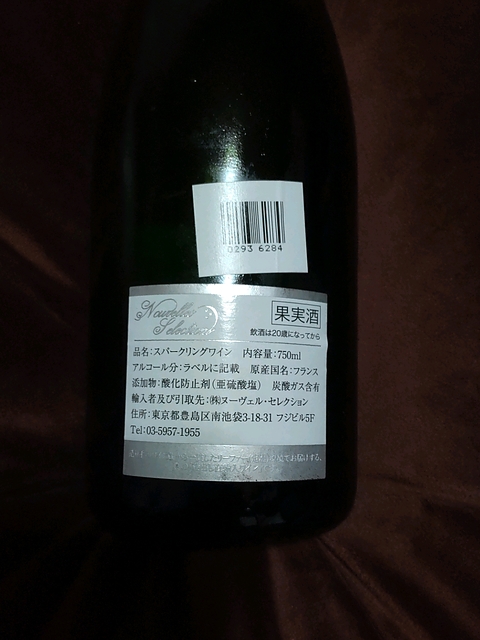 0293 6284
Nouvelles
Selections
果実酒
飲酒は20歳になってから
品名:スパークリングワイン 内容量:750ml
アルコール分:ラベルに記載 原産国名:フランス
添加物:酸化防止剤(亜硫酸塩) 炭酸ガス含有
輸入者及び引取先:㈱ヌーヴェル・セレクション
住所:東京都豊島区南池袋3-18-31 フジビル5F
Tel:03-5957-1955